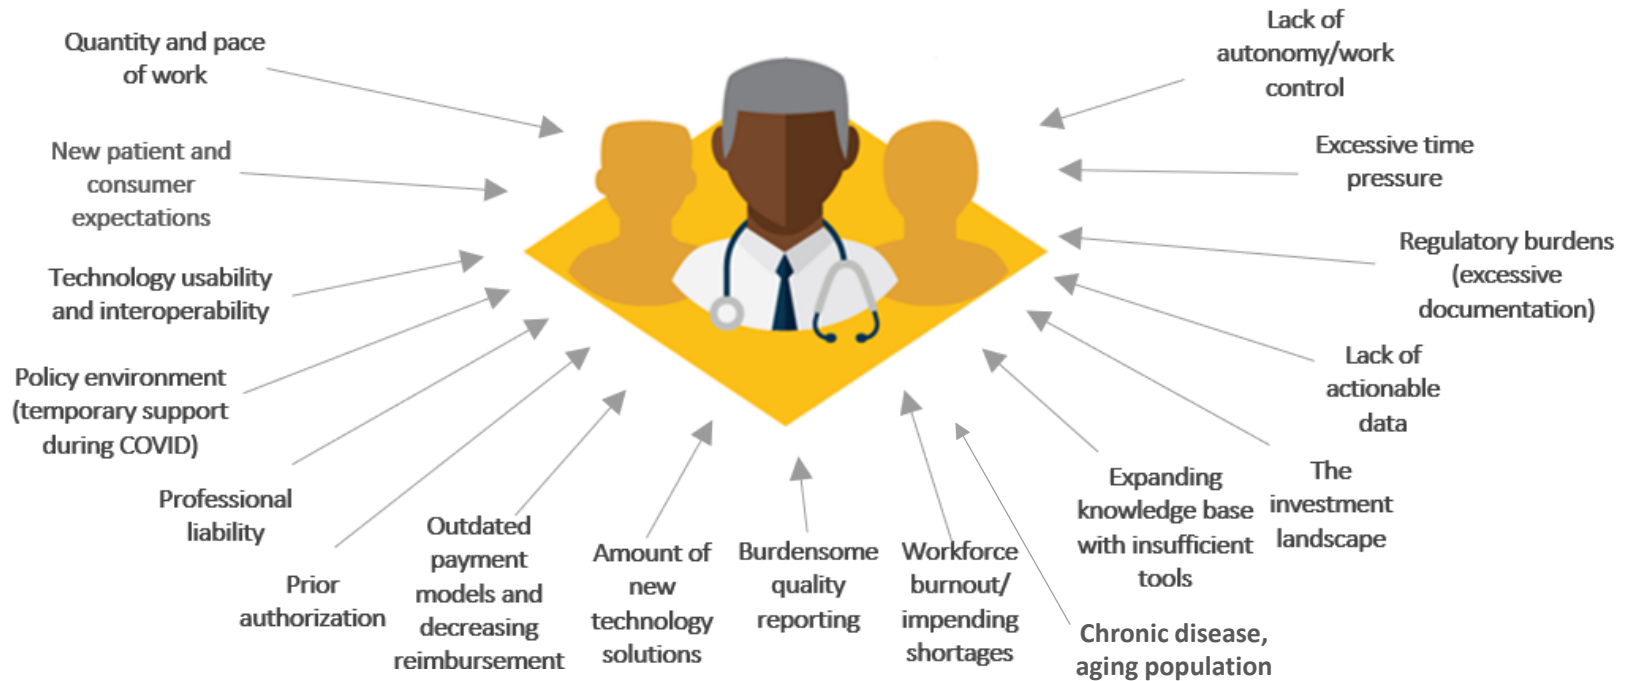 Quantity and pace
of work
New patient and
consumer
expectations
Technology usability
and interoperability
Policy environment
(temporary support
during COVID)
Professional
liability
Prior
authorization
Outdated
payment
models and
decreasing
reimbursement
Amount of
new
technology
solutions
Burdensome
quality
reporting
Workforce
burnout/
impending
shortages
Chronic disease,
aging population
Expanding
knowledge base
with insufficient
tools
The
investment
landscape
Lack of
actionable
data
Regulatory burdens
(excessive
documentation)
Excessive time
pressure
Lack of
autonomy/work
control